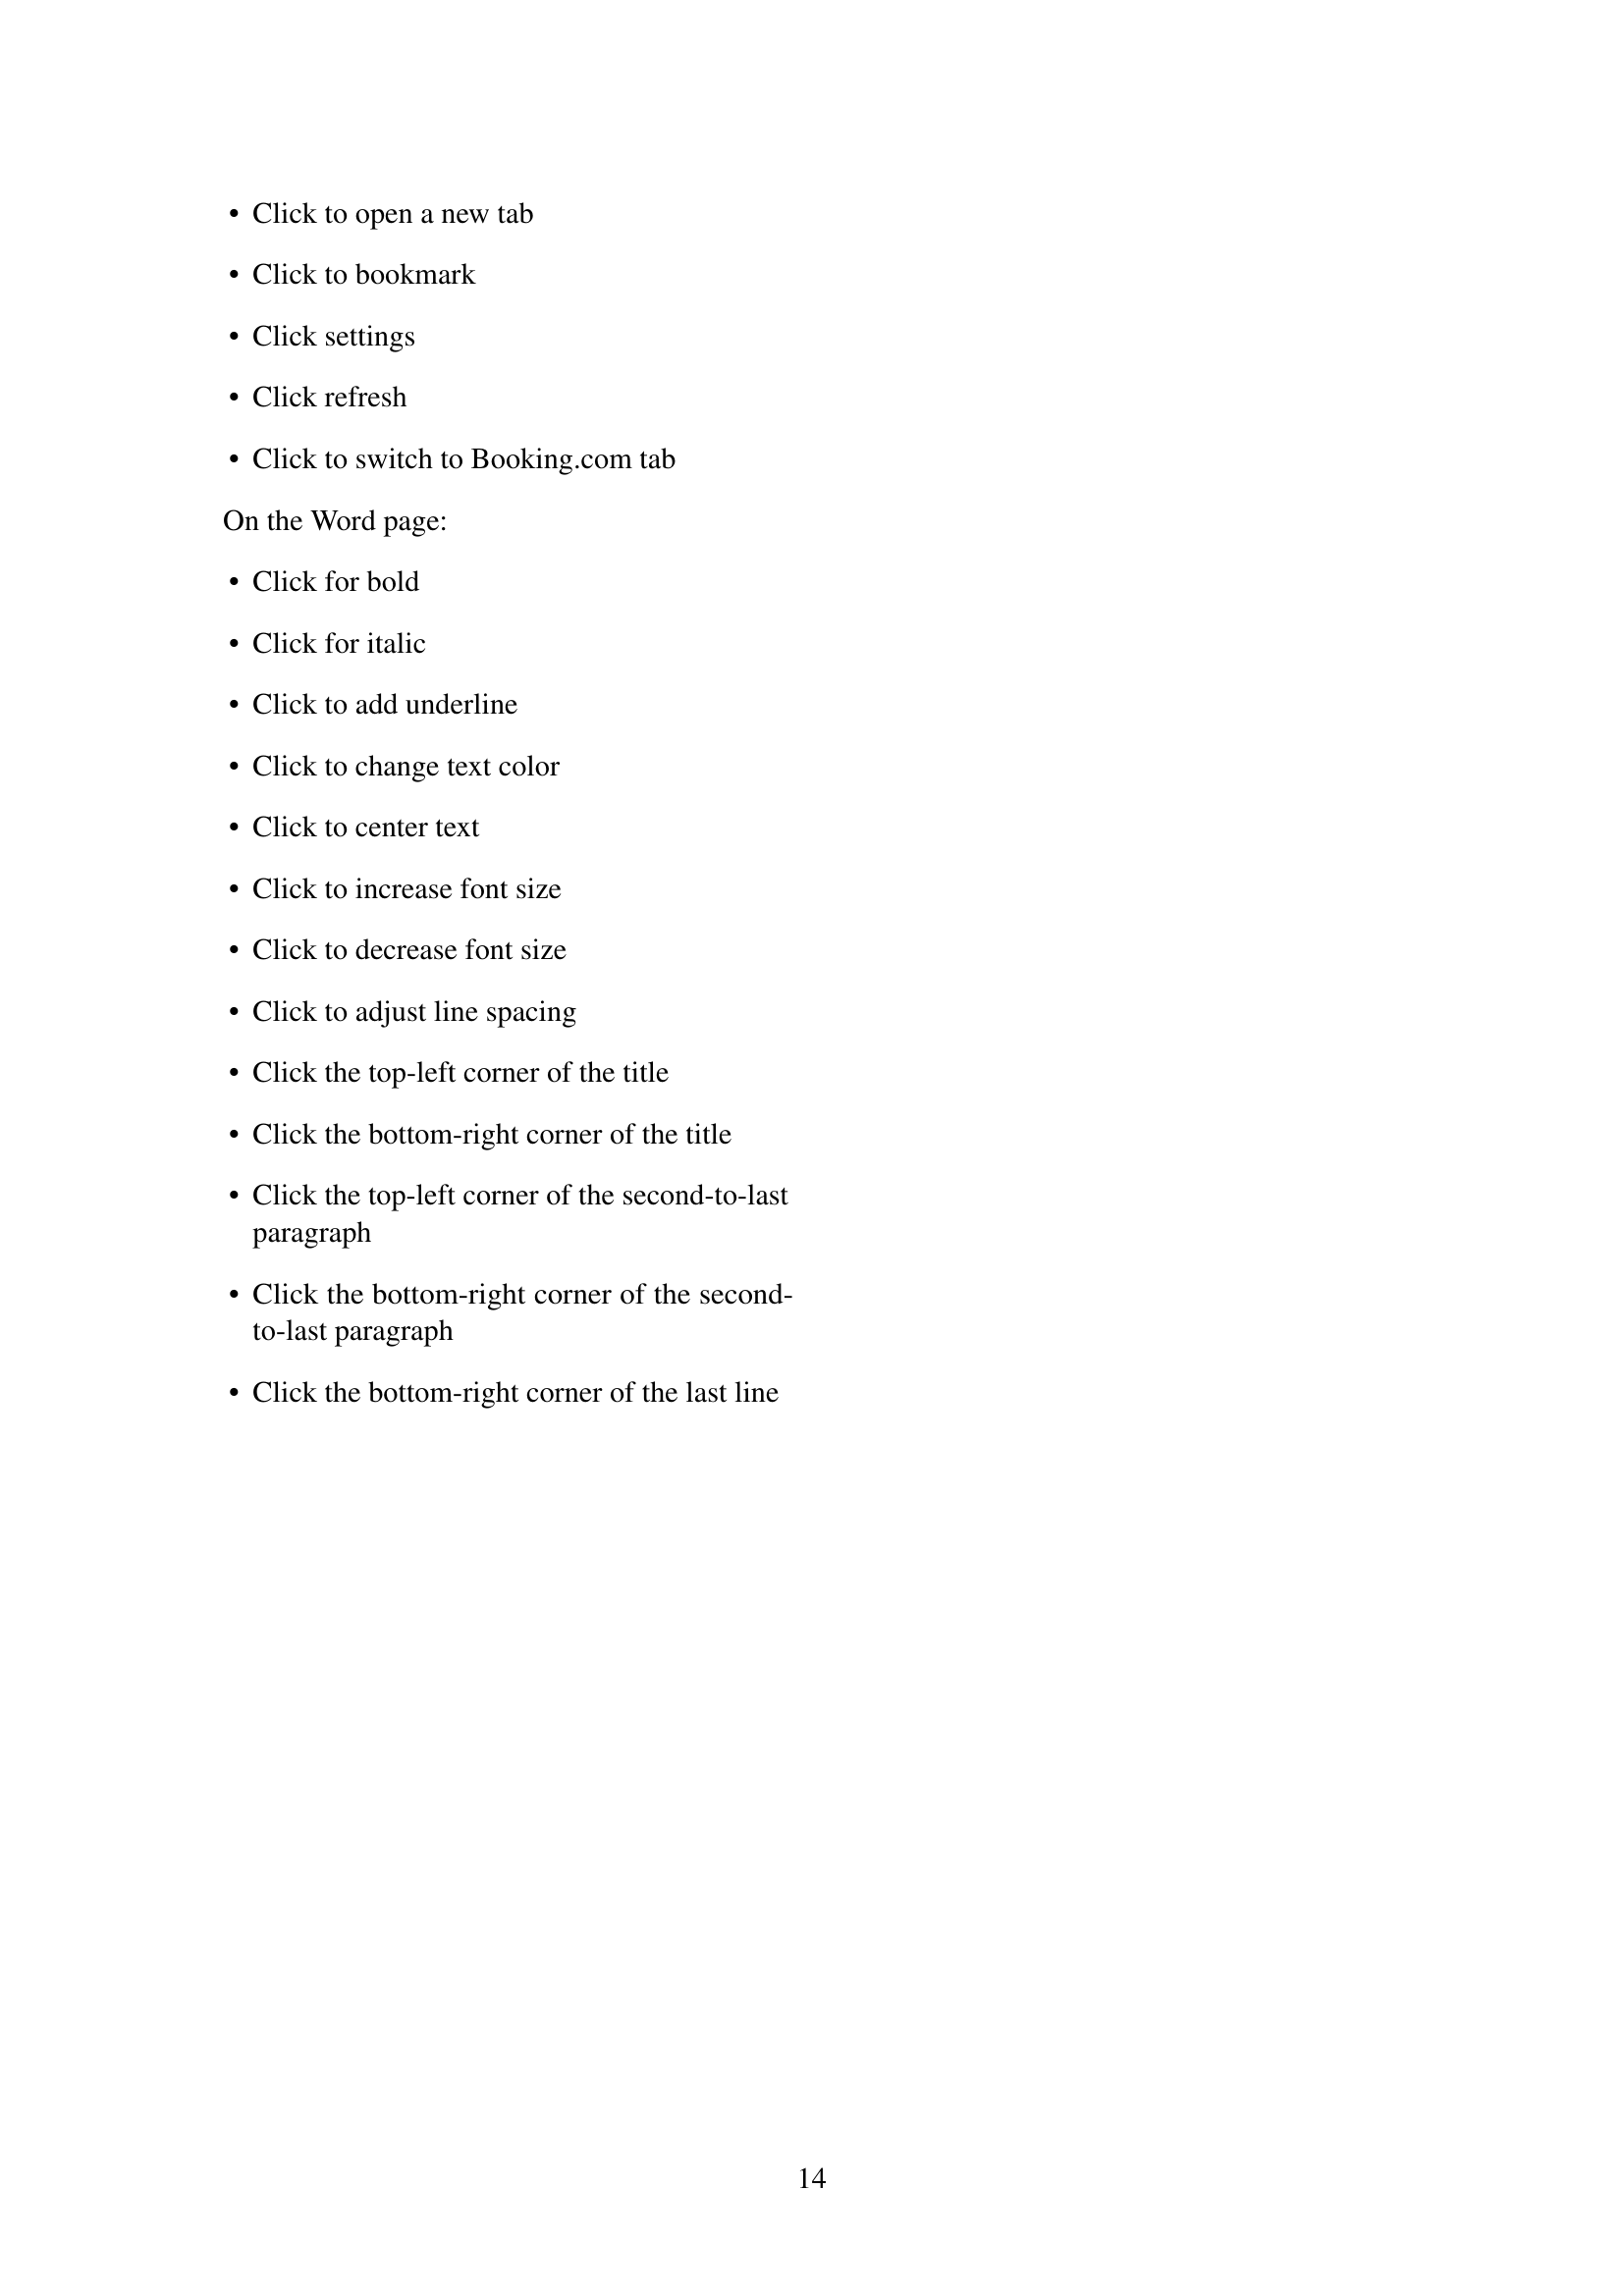 • Click to open a new tab
• Click to bookmark
• Click settings
• Click refresh
• Click to switch to Booking.com tab
On the Word page:
• Click for bold
• Click for italic
• Click to add underline
• Click to change text color
• Click to center text
• Click to increase font size
• Click to decrease font size
• Click to adjust line spacing
• Click the top-left corner of the title
• Click the bottom-right corner of the title
• Click the top-left corner of the second-to-last
paragraph
• Click the bottom-right corner of the second-
to-last paragraph
• Click the bottom-right corner of the last line
14